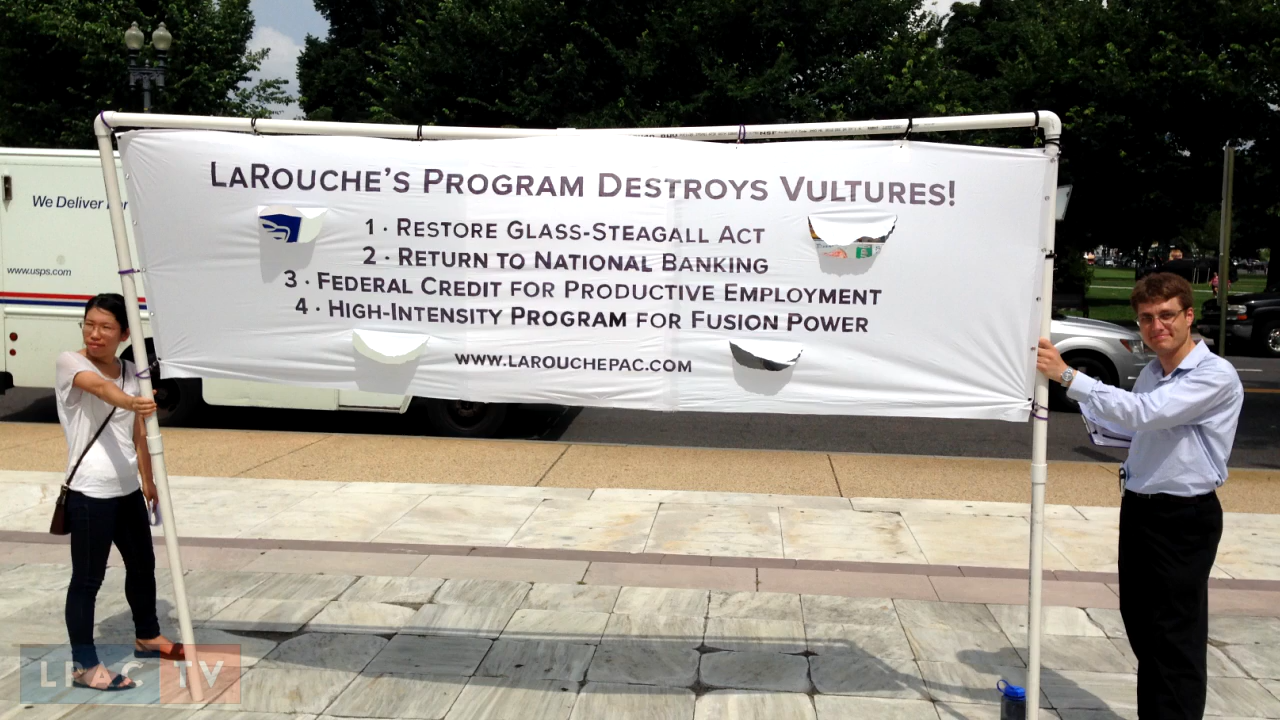 We Deliver For
www.usps.com
LAROUCHE'S PROGRAM DESTROYS VULTURES!
1 · RESTORE GLASS-STEAGALL ACT
2 · RETURN TO NATIONAL BANKING
3 · FEDERAL CREDIT FOR PRODUCTIVE EMPLOYMENT
4 · HIGH-INTENSITY PROGRAM FOR FUSION POWER
WWW.LAROUCHEPAC.COM
LPAC TV